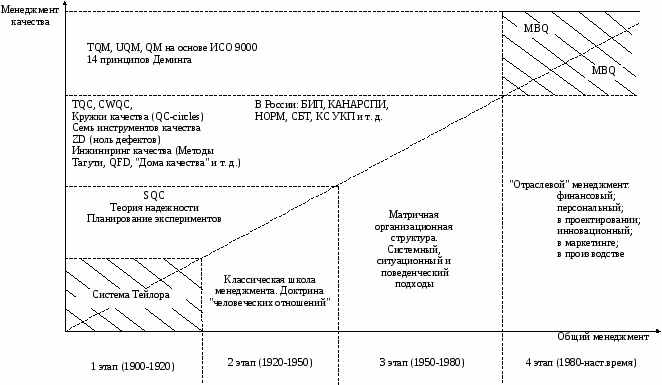 Менеджмент
качества
MBQ
TQM, UQM, QM на основе ИСО 9000
14 принципов Деминга
MBQ
TQC, CWQC,
Кружки качества (QC-circles)
Семь инструментов качества
ZD (ноль дефектов)
Инжиниринг качества (Методы
Тагути, QFD, "Дома качества" и т. д.)
В России: БИП, КАНАРСПИ,
НОРМ, СБТ, КС УКП и т. д.
SQC
Теория надежности
Планирование экспериментов
"Отраслевой" менеджмент:
финансовый;
персональный;
в проектировании;
инновационный;
в маркетинге;
в производстве
Матричная
организационная
структура.
Системный,
ситуационный и
поведенческий
подходы
Классическая школа
менеджмента. Доктрина
"человеческих отношений"
Система Тейлора
Общий менеджмент
1 этап (1900-1920)
2 этап (1920-1950)
3 этап (1950-1980)
4 этап (1980-наст.время)